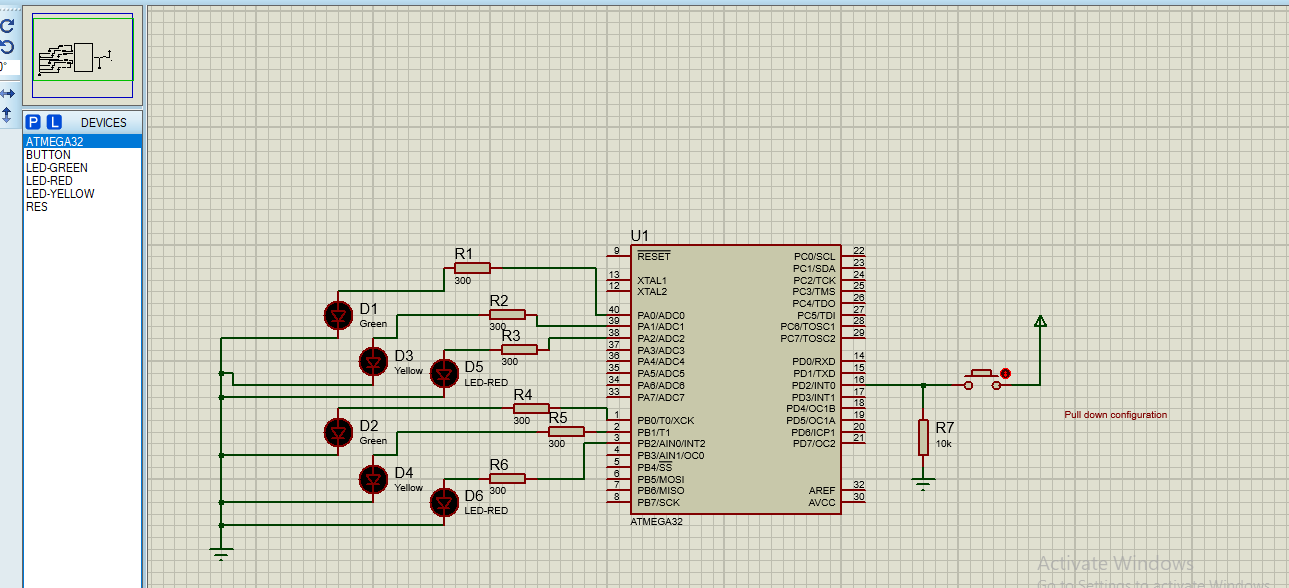 0°
P L DEVICES
ATMEGA32
BUTTON
LED-GREEN
LED-RED
LED-YELLOW
RES
R1
300
D1
Green
R2
300
D3
Yellow
R3
300
D5
LED-RED
R4
300
D2
Green
R5
300
D4
Yellow
R6
300
D6
LED-RED
U1
9 RESET
13 XTAL1
12 XTAL2
40 PA0/ADC0
39 PA1/ADC1
38 PA2/ADC2
37 PA3/ADC3
36 PA4/ADC4
35 PA5/ADC5
34 PA6/ADC6
33 PA7/ADC7
1 PB0/T0/XCK
2 PB1/T1
3 PB2/AIN0/INT2
4 PB3/AIN1/OC0
5 PB4/SS
6 PB5/MOSI
7 PB6/MISO
8 PB7/SCK
PC0/SCL 22
PC1/SDA 23
PC2/TCK 24
PC3/TMS 25
PC4/TDO 26
PC5/TDI 27
PC6/TOSC1 28
PC7/TOSC2 29
PD0/RXD 14
PD1/TXD 15
PD2/INT0 16
PD3/INT1 17
PD4/OC1B 18
PD5/OC1A 19
PD6/ICP1 20
PD7/OC2 21
AREF 32
AVCC 30
ATMEGA32
R7
10k
Pull down configuration
Activate Windows
Go to Settings to activate Windows.